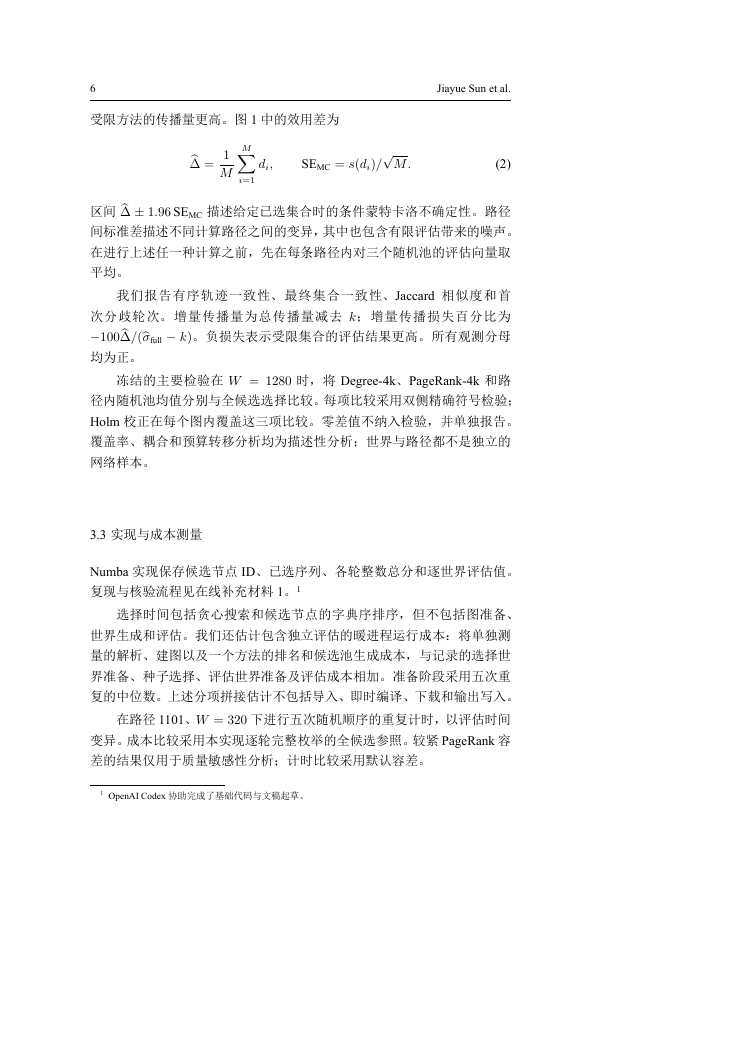 6 Jiayue Sun et al.
受限方法的传播量更高。图 1 中的效用差为
Δ̂ = 1/M ∑_{i=1}^{M} d_i, SE_MC = s(d_i)/√M. (2)
区间 Δ̂ ± 1.96 SE_MC 描述给定已选集合时的条件蒙特卡洛不确定性。路径
间标准差描述不同计算路径之间的变异，其中也包含有限评估带来的噪声。
在进行上述任一种计算之前，先在每条路径内对三个随机池的评估向量取
平均。
我们报告有序轨迹一致性、最终集合一致性、Jaccard 相似度和首
次分歧轮次。增量传播量为总传播量减去 k；增量传播损失百分比为
−100Δ̂/(σ̂_full − k)。负损失表示受限集合的评估结果更高。所有观测分母
均为正。
冻结的主要检验在 W = 1280 时，将 Degree-4k、PageRank-4k 和路
径内随机池均值分别与全候选选择比较。每项比较采用双侧精确符号检验；
Holm 校正在每个图内覆盖这三项比较。零差值不纳入检验，并单独报告。
覆盖率、耦合和预算转移分析均为描述性分析；世界与路径都不是独立的
网络样本。
3.3 实现与成本测量
Numba 实现保存候选节点 ID、已选序列、各轮整数总分和逐世界评估值。
复现与核验流程见在线补充材料 1。¹
选择时间包括贪心搜索和候选节点的字典序排序，但不包括图准备、
世界生成和评估。我们还估计包含独立评估的暖进程运行成本：将单独测
量的解析、建图以及一个方法的排名和候选池生成成本，与记录的选择世
界准备、种子选择、评估世界准备及评估成本相加。准备阶段采用五次重
复的中位数。上述分项拼接估计不包括导入、即时编译、下载和输出写入。
在路径 1101、W = 320 下进行五次随机顺序的重复计时，以评估时间
变异。成本比较采用本实现逐轮完整枚举的全候选参照。较紧 PageRank 容
差的结果仅用于质量敏感性分析；计时比较采用默认容差。
¹ OpenAI Codex 协助完成了基础代码与文稿起草。